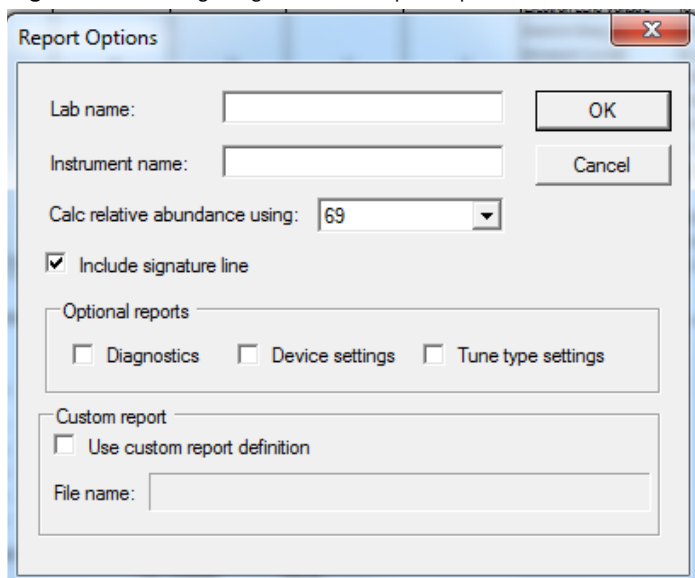 Report Options
Lab name:
OK
Instrument name:
Cancel
Calc relative abundance using: 69
Include signature line
Optional reports
Diagnostics Device settings Tune type settings
Custom report
Use custom report definition
File name: